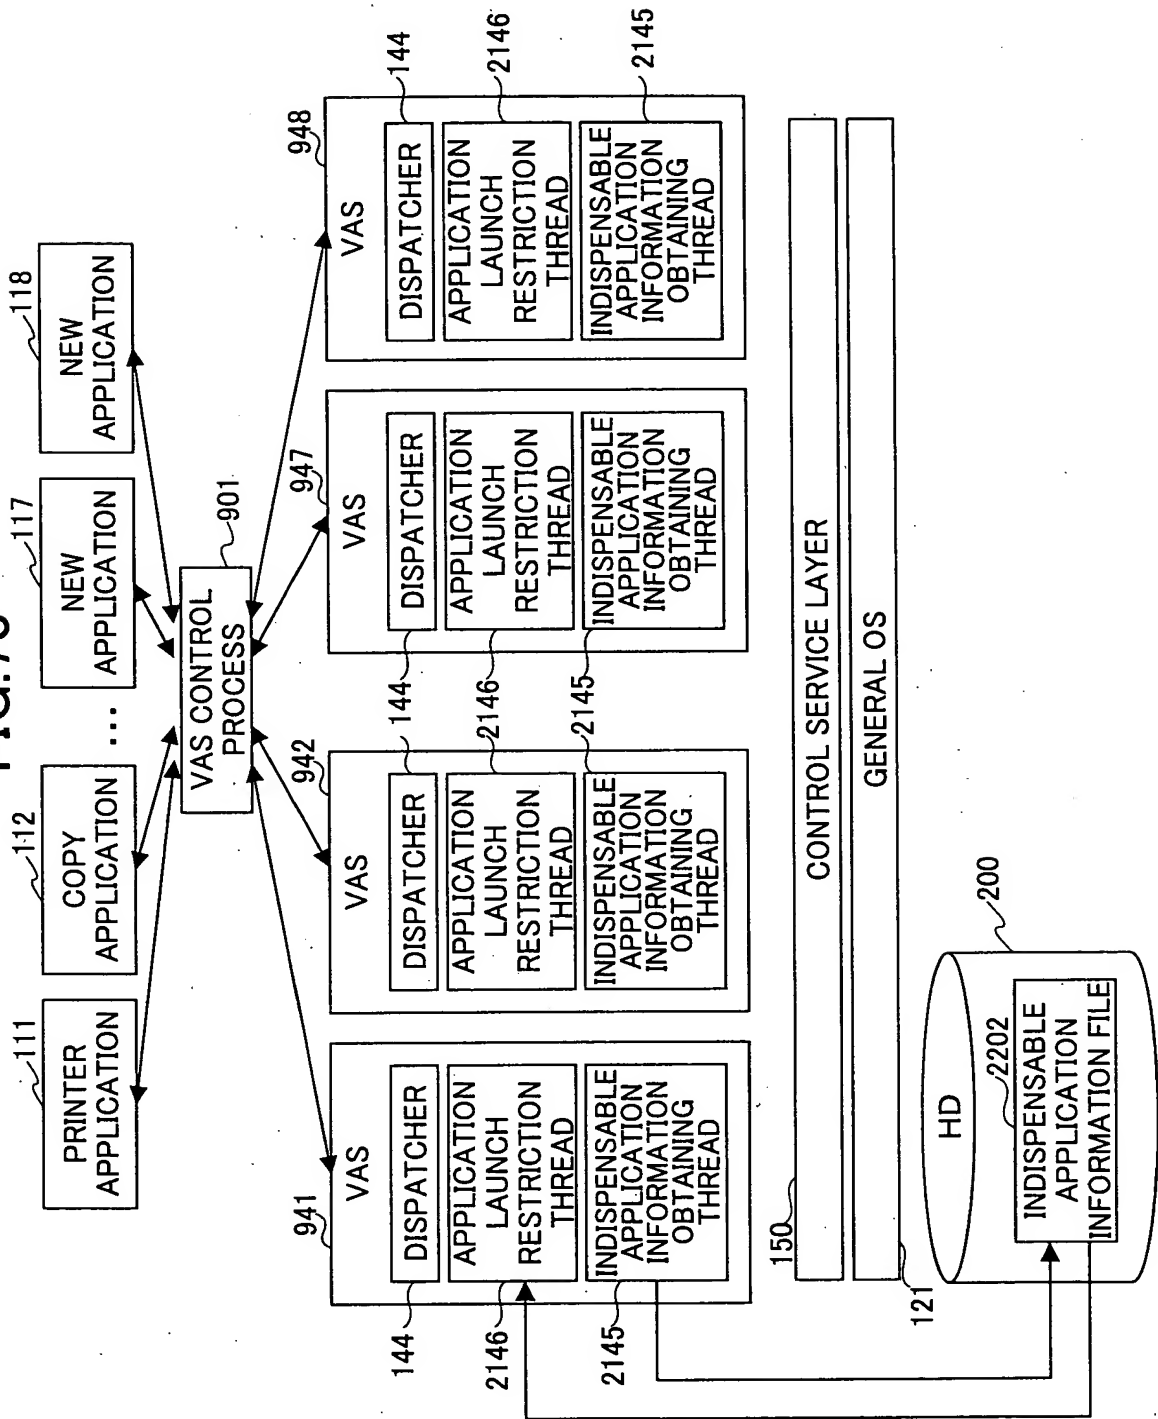 111
PRINTER
APPLICATION
112
COPY
APPLICATION
...
117
NEW
APPLICATION
118
NEW
APPLICATION
901
VAS CONTROL
PROCESS
941
VAS
144
DISPATCHER
2146
APPLICATION
LAUNCH
RESTRICTION
THREAD
2145
INDISPENSABLE
APPLICATION
INFORMATION
OBTAINING
THREAD
942
VAS
144
DISPATCHER
2146
APPLICATION
LAUNCH
RESTRICTION
THREAD
2145
INDISPENSABLE
APPLICATION
INFORMATION
OBTAINING
THREAD
947
VAS
144
DISPATCHER
2146
APPLICATION
LAUNCH
RESTRICTION
THREAD
2145
INDISPENSABLE
APPLICATION
INFORMATION
OBTAINING
THREAD
948
VAS
144
DISPATCHER
2146
APPLICATION
LAUNCH
RESTRICTION
THREAD
2145
INDISPENSABLE
APPLICATION
INFORMATION
OBTAINING
THREAD
150
CONTROL SERVICE LAYER
121
GENERAL OS
200
HD
2202
INDISPENSABLE
APPLICATION
INFORMATION FILE